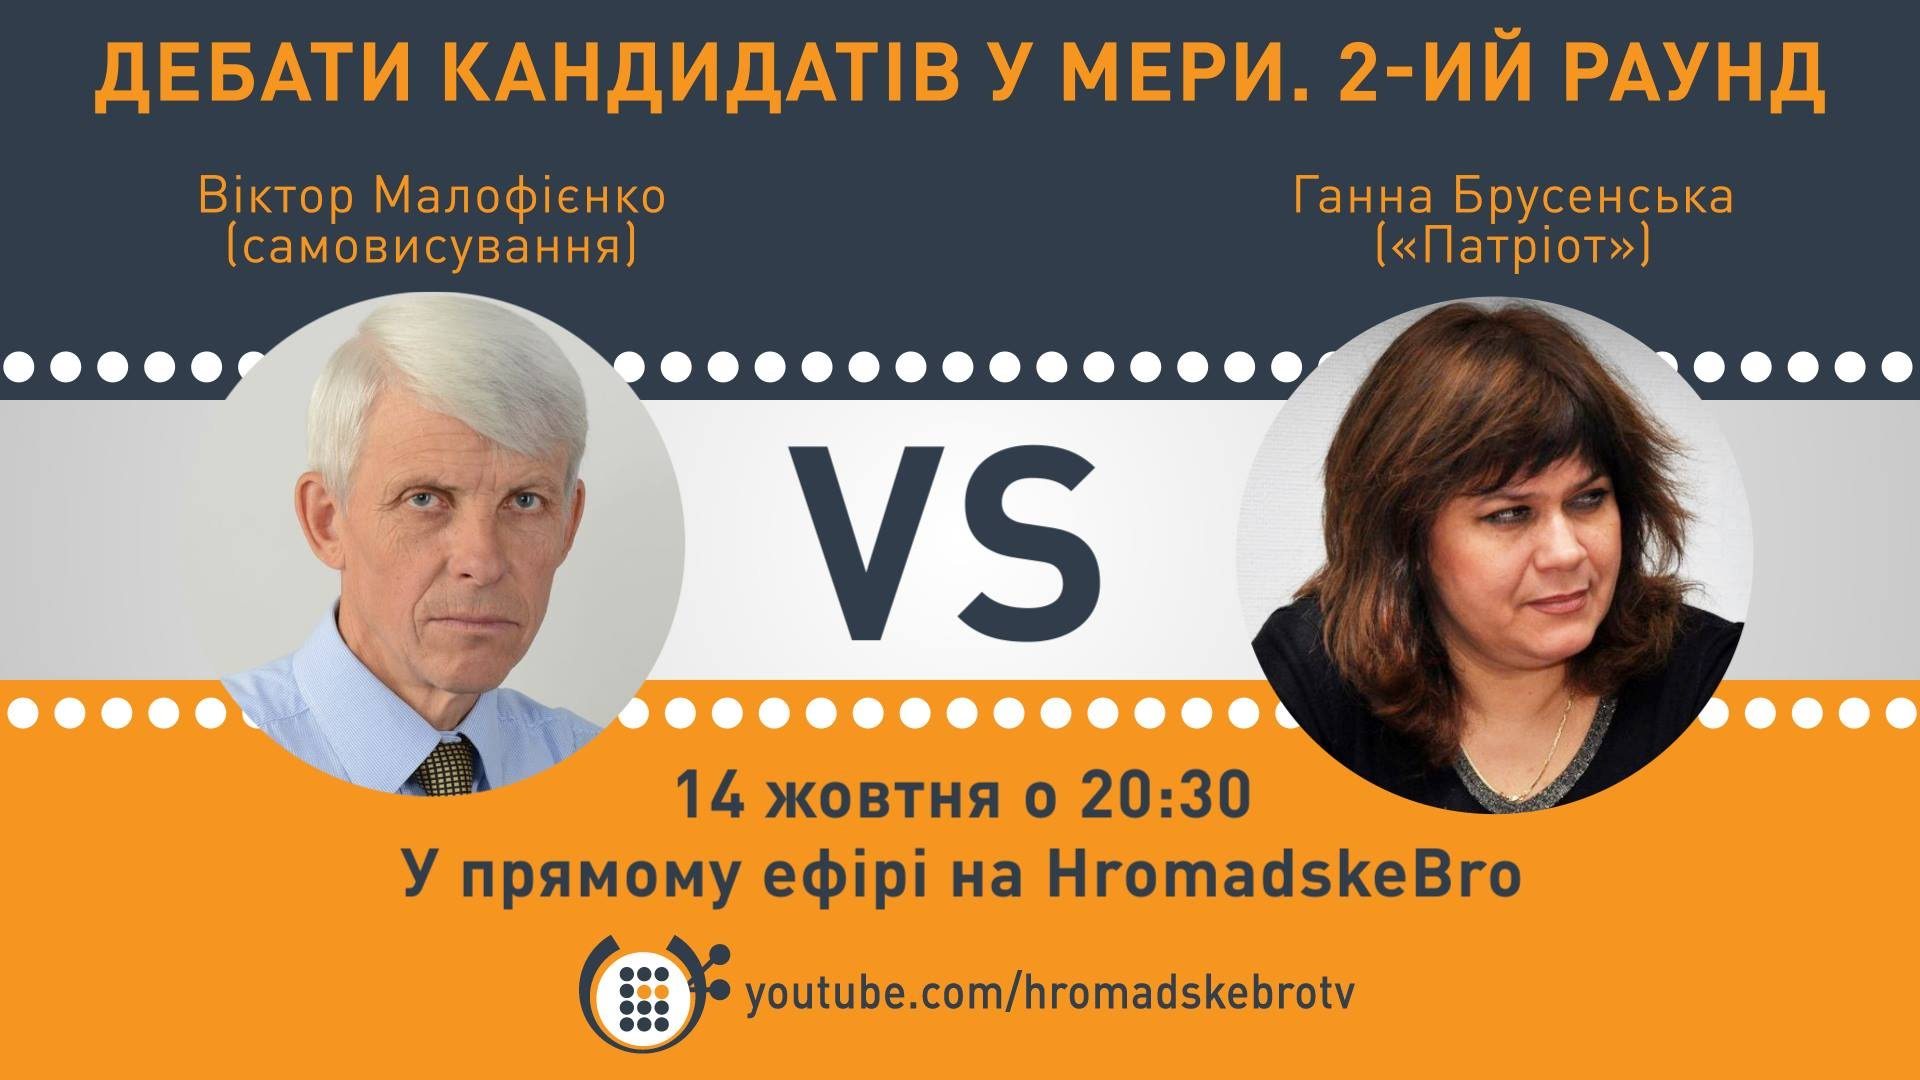 ДЕБАТИ КАНДИДАТІВ У МЕРИ. 2-ИЙ РАУНД
Віктор Малофієнко
(самовисування)
Ганна Брусенська
(«Патріот»)
VS
14 жовтня о 20:30
У прямому ефірі на HromadskeBro
youtube.com/hromadskebrotv